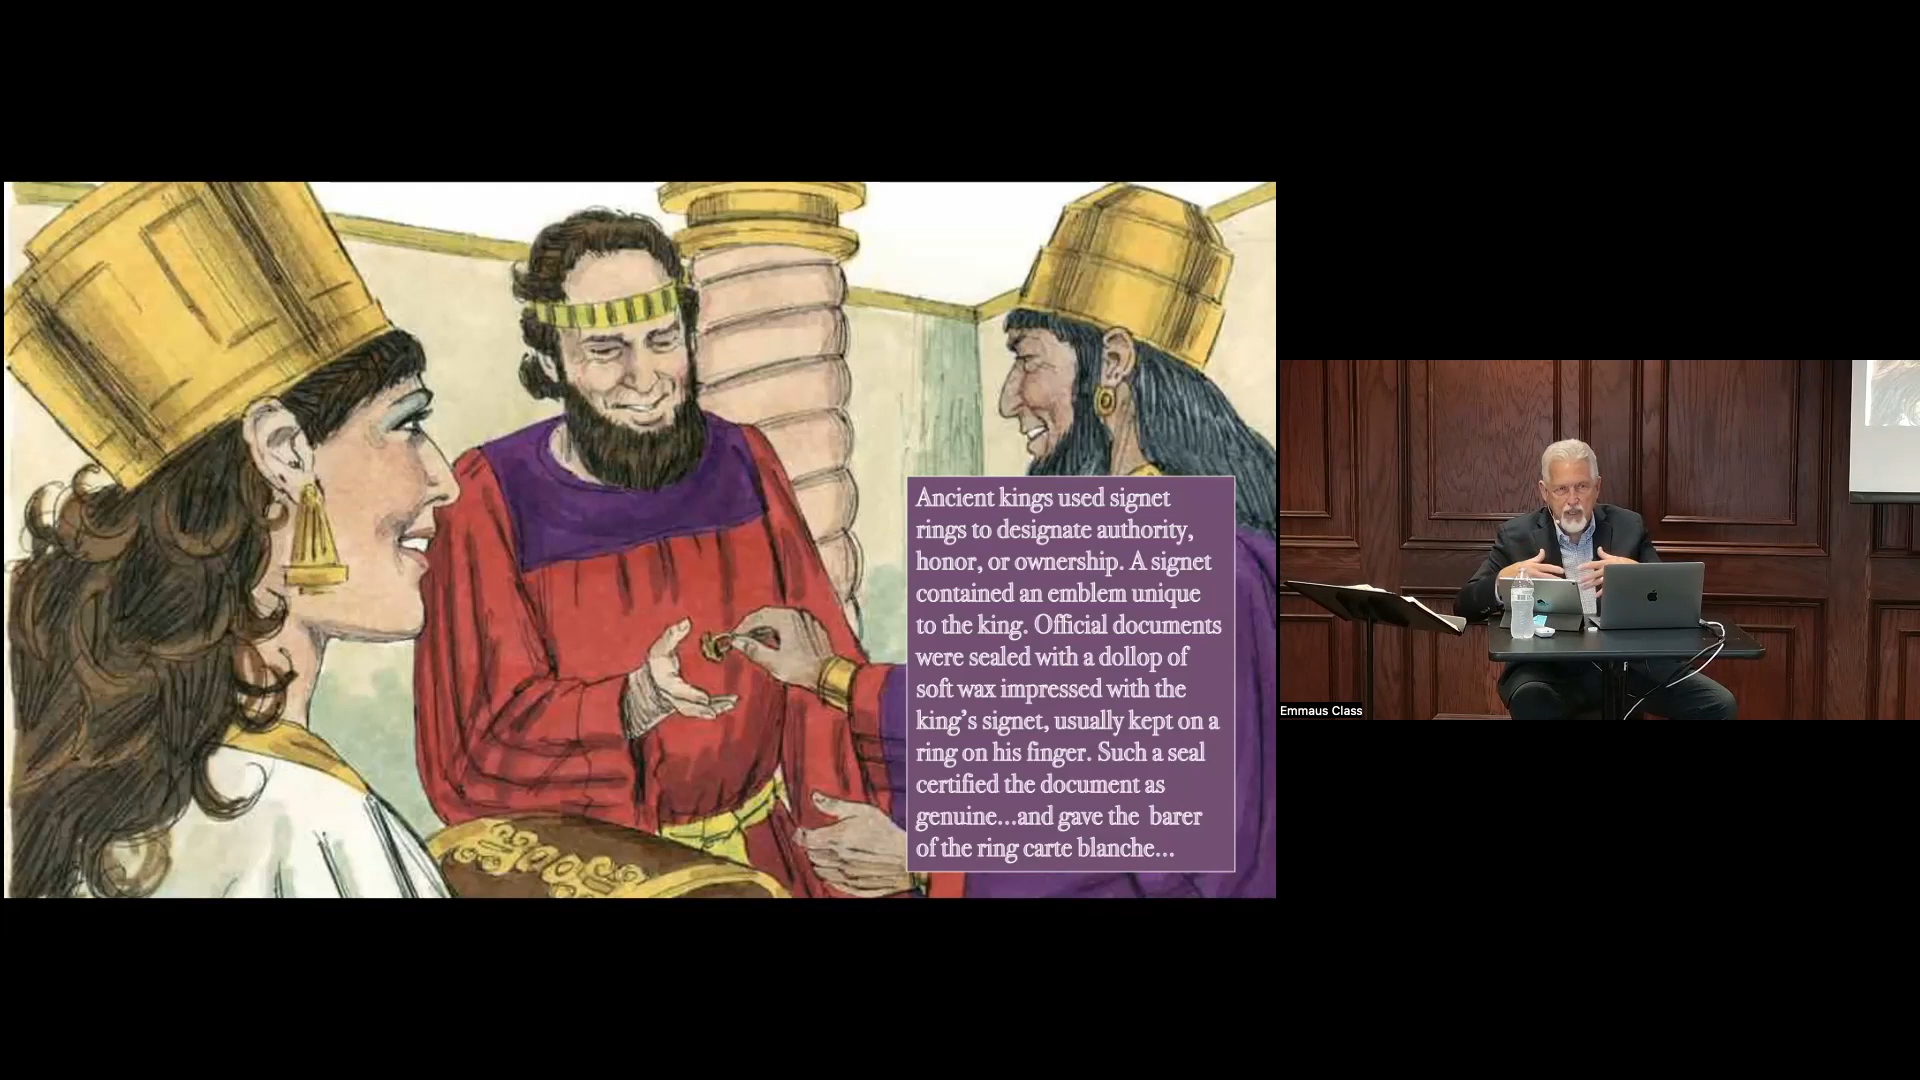 Ancient kings used signet
rings to designate authority,
honor, or ownership. A signet
contained an emblem unique
to the king. Official documents
were sealed with a dollop of
soft wax impressed with the
king’s signet, usually kept on a
ring on his finger. Such a seal
certified the document as
genuine…and gave the  barer
of the ring carte blanche…
Emmaus Class